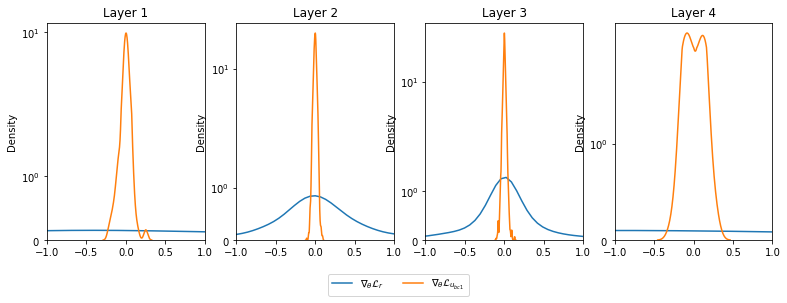 Layer 1 Layer 2 Layer 3 Layer 4
Density Density Density Density
10¹ 10⁰ 0
10¹ 10⁰ 0
10¹ 10⁰ 0
10⁰ 0
−1.0 −0.5 0.0 0.5 1.0 −1.0 −0.5 0.0 0.5 1.0 −1.0 −0.5 0.0 0.5 1.0 −1.0 −0.5 0.0 0.5 1.0
∇θℒr ∇θℒu_bc1